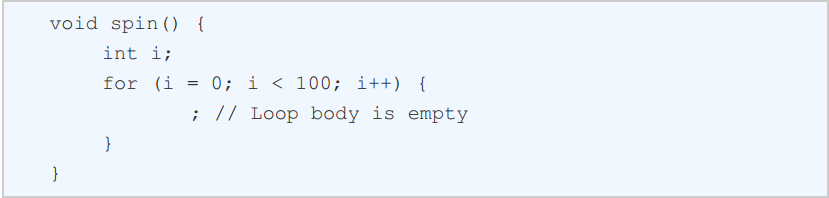 void spin() {
int i;
for (i = 0; i < 100; i++) {
; // Loop body is empty
}
}